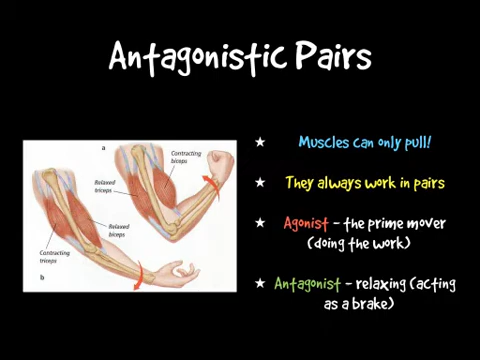 Antagonistic Pairs
a
Contracting
biceps
Relaxed
triceps
Relaxed
biceps
Contracting
triceps
b
★ Muscles can only pull!
★ They always work in pairs
★ Agonist – the prime mover
(doing the work)
★ Antagonist – relaxing (acting
as a brake)